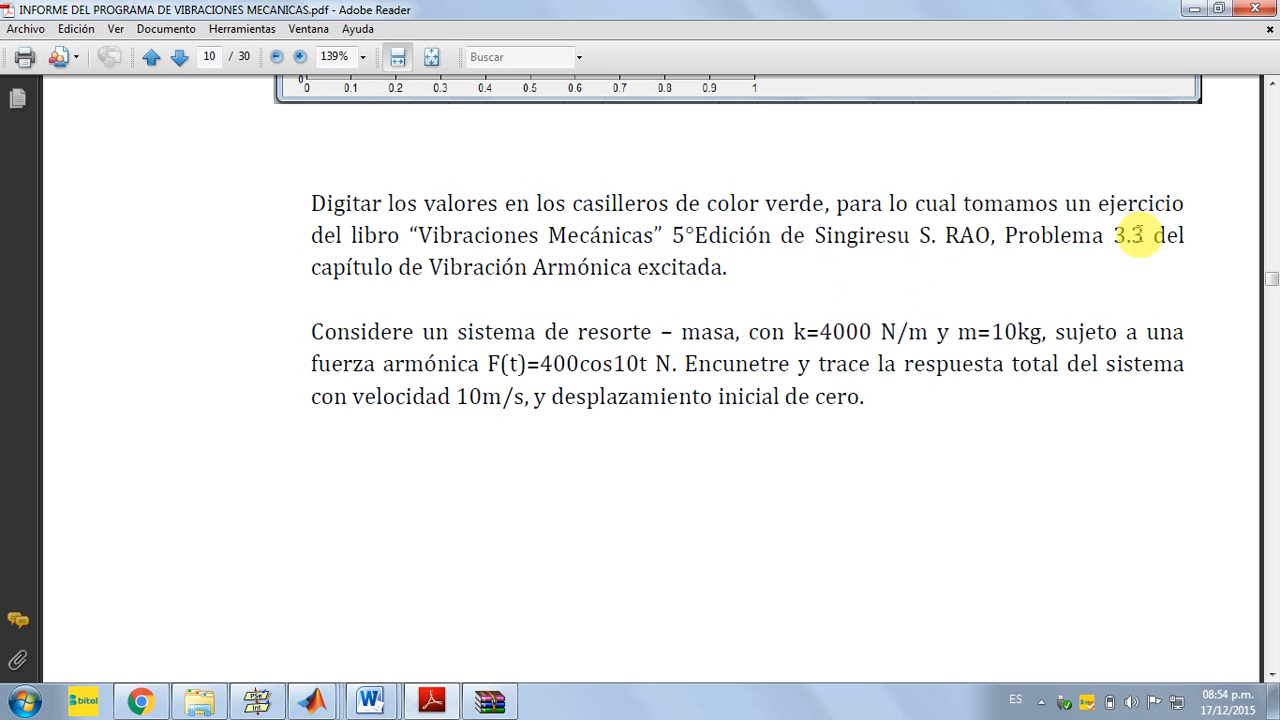 INFORME DEL PROGRAMA DE VIBRACIONES MECANICAS.pdf - Adobe Reader
Archivo Edición Ver Documento Herramientas Ventana Ayuda
10 / 30 139% Buscar
0
0 0.1 0.2 0.3 0.4 0.5 0.6 0.7 0.8 0.9 1
Digitar los valores en los casilleros de color verde, para lo cual tomamos un ejercicio
del libro “Vibraciones Mecánicas” 5°Edición de Singiresu S. RAO, Problema 3.3 del
capítulo de Vibración Armónica excitada.
Considere un sistema de resorte – masa, con k=4000 N/m y m=10kg, sujeto a una
fuerza armónica F(t)=400cos10t N. Encunetre y trace la respuesta total del sistema
con velocidad 10m/s, y desplazamiento inicial de cero.
bitel
PSe
Int
W
ES
08:54 p.m.
17/12/2015